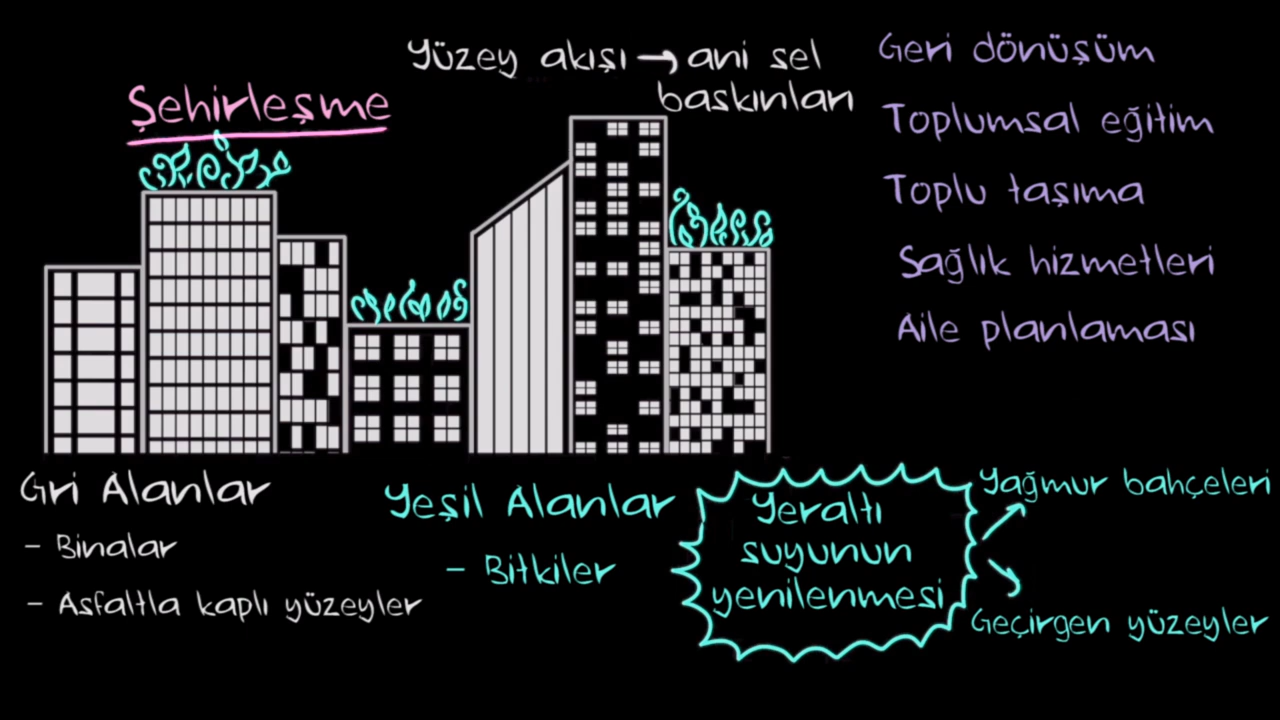 Şehirleşme
Yüzey akışı → ani sel
baskınları
Geri dönüşüm
Toplumsal eğitim
Toplu taşıma
Sağlık hizmetleri
Aile planlaması
Gri Alanlar
- Binalar
- Asfaltla kaplı yüzeyler
Yeşil Alanlar
- Bitkiler
Yeraltı
suyunun
yenilenmesi
Yağmur bahçeleri
Geçirgen yüzeyler